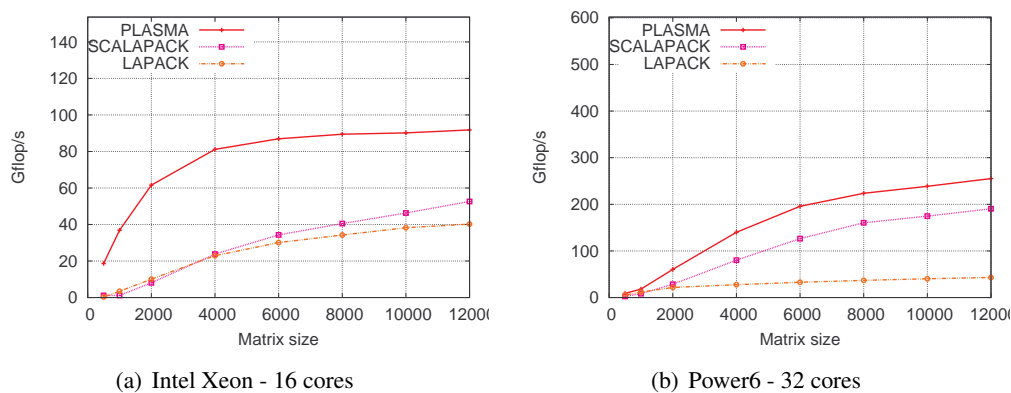 140
120
100
80
60
40
20
0
Gflop/s
PLASMA
SCALAPACK
LAPACK
0 2000 4000 6000 8000 10000 1200
Matrix size
(a) Intel Xeon - 16 cores
600
500
400
300
200
100
0
Gflop/s
PLASMA
SCALAPACK
LAPACK
0 2000 4000 6000 8000 10000 1200
Matrix size
(b) Power6 - 32 cores